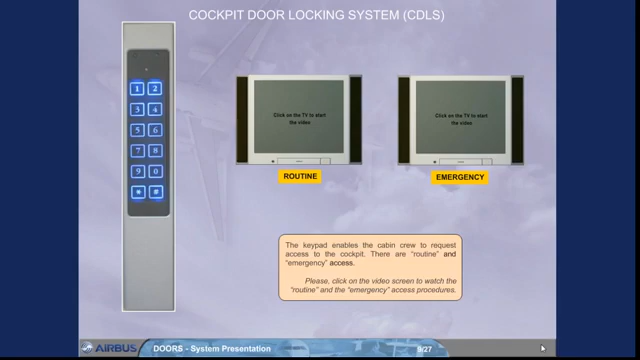 COCKPIT DOOR LOCKING SYSTEM (CDLS)
1 2
3 4
5 6
7 8
9 0
* #
Click on the TV to start
the video
Click on the TV to start
the video
ROUTINE
EMERGENCY
The keypad enables the cabin crew to request
access to the cockpit. There are "routine" and
"emergency" access.
Please, click on the video screen to watch the
"routine" and the "emergency" access procedures.
AIRBUS
DOORS - System Presentation
9/27